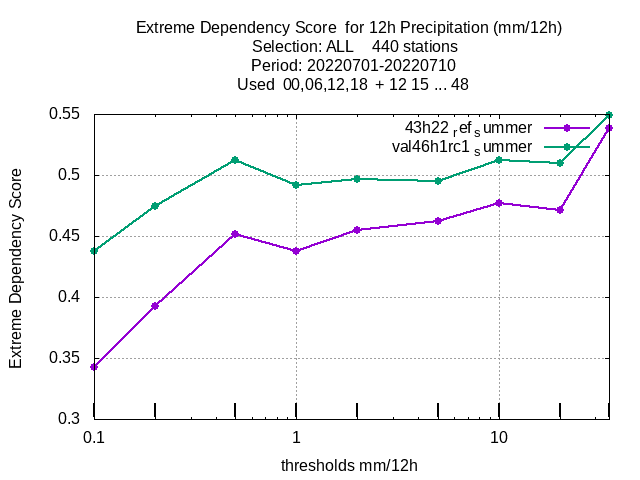 Extreme Dependency Score  for 12h Precipitation (mm/12h)
Selection: ALL    440 stations
Period: 20220701-20220710
Used  00,06,12,18  + 12 15 ... 48
0.55
43h22 ref summer
val46h1rc1 summer
0.5
0.45
0.4
0.35
0.3
Extreme Dependency Score
0.1
1
10
thresholds mm/12h